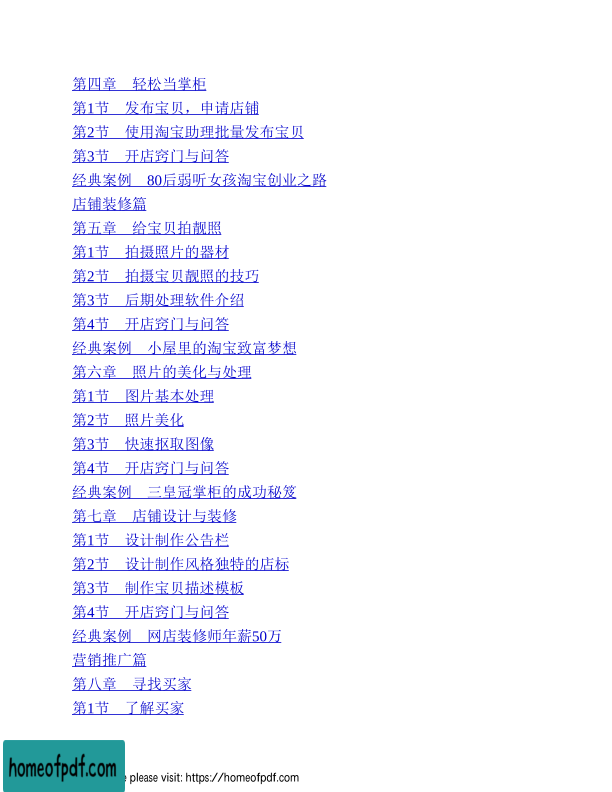 第四章　轻松当掌柜
第1节　发布宝贝，申请店铺
第2节　使用淘宝助理批量发布宝贝
第3节　开店窍门与问答
经典案例　80后弱听女孩淘宝创业之路
店铺装修篇
第五章　给宝贝拍靓照
第1节　拍摄照片的器材
第2节　拍摄宝贝靓照的技巧
第3节　后期处理软件介绍
第4节　开店窍门与问答
经典案例　小屋里的淘宝致富梦想
第六章　照片的美化与处理
第1节　图片基本处理
第2节　照片美化
第3节　快速抠取图像
第4节　开店窍门与问答
经典案例　三皇冠掌柜的成功秘笈
第七章　店铺设计与装修
第1节　设计制作公告栏
第2节　设计制作风格独特的店标
第3节　制作宝贝描述模板
第4节　开店窍门与问答
经典案例　网店装修师年薪50万
营销推广篇
第八章　寻找买家
第1节　了解买家
homeofpdf.com
please visit: https://homeofpdf.com